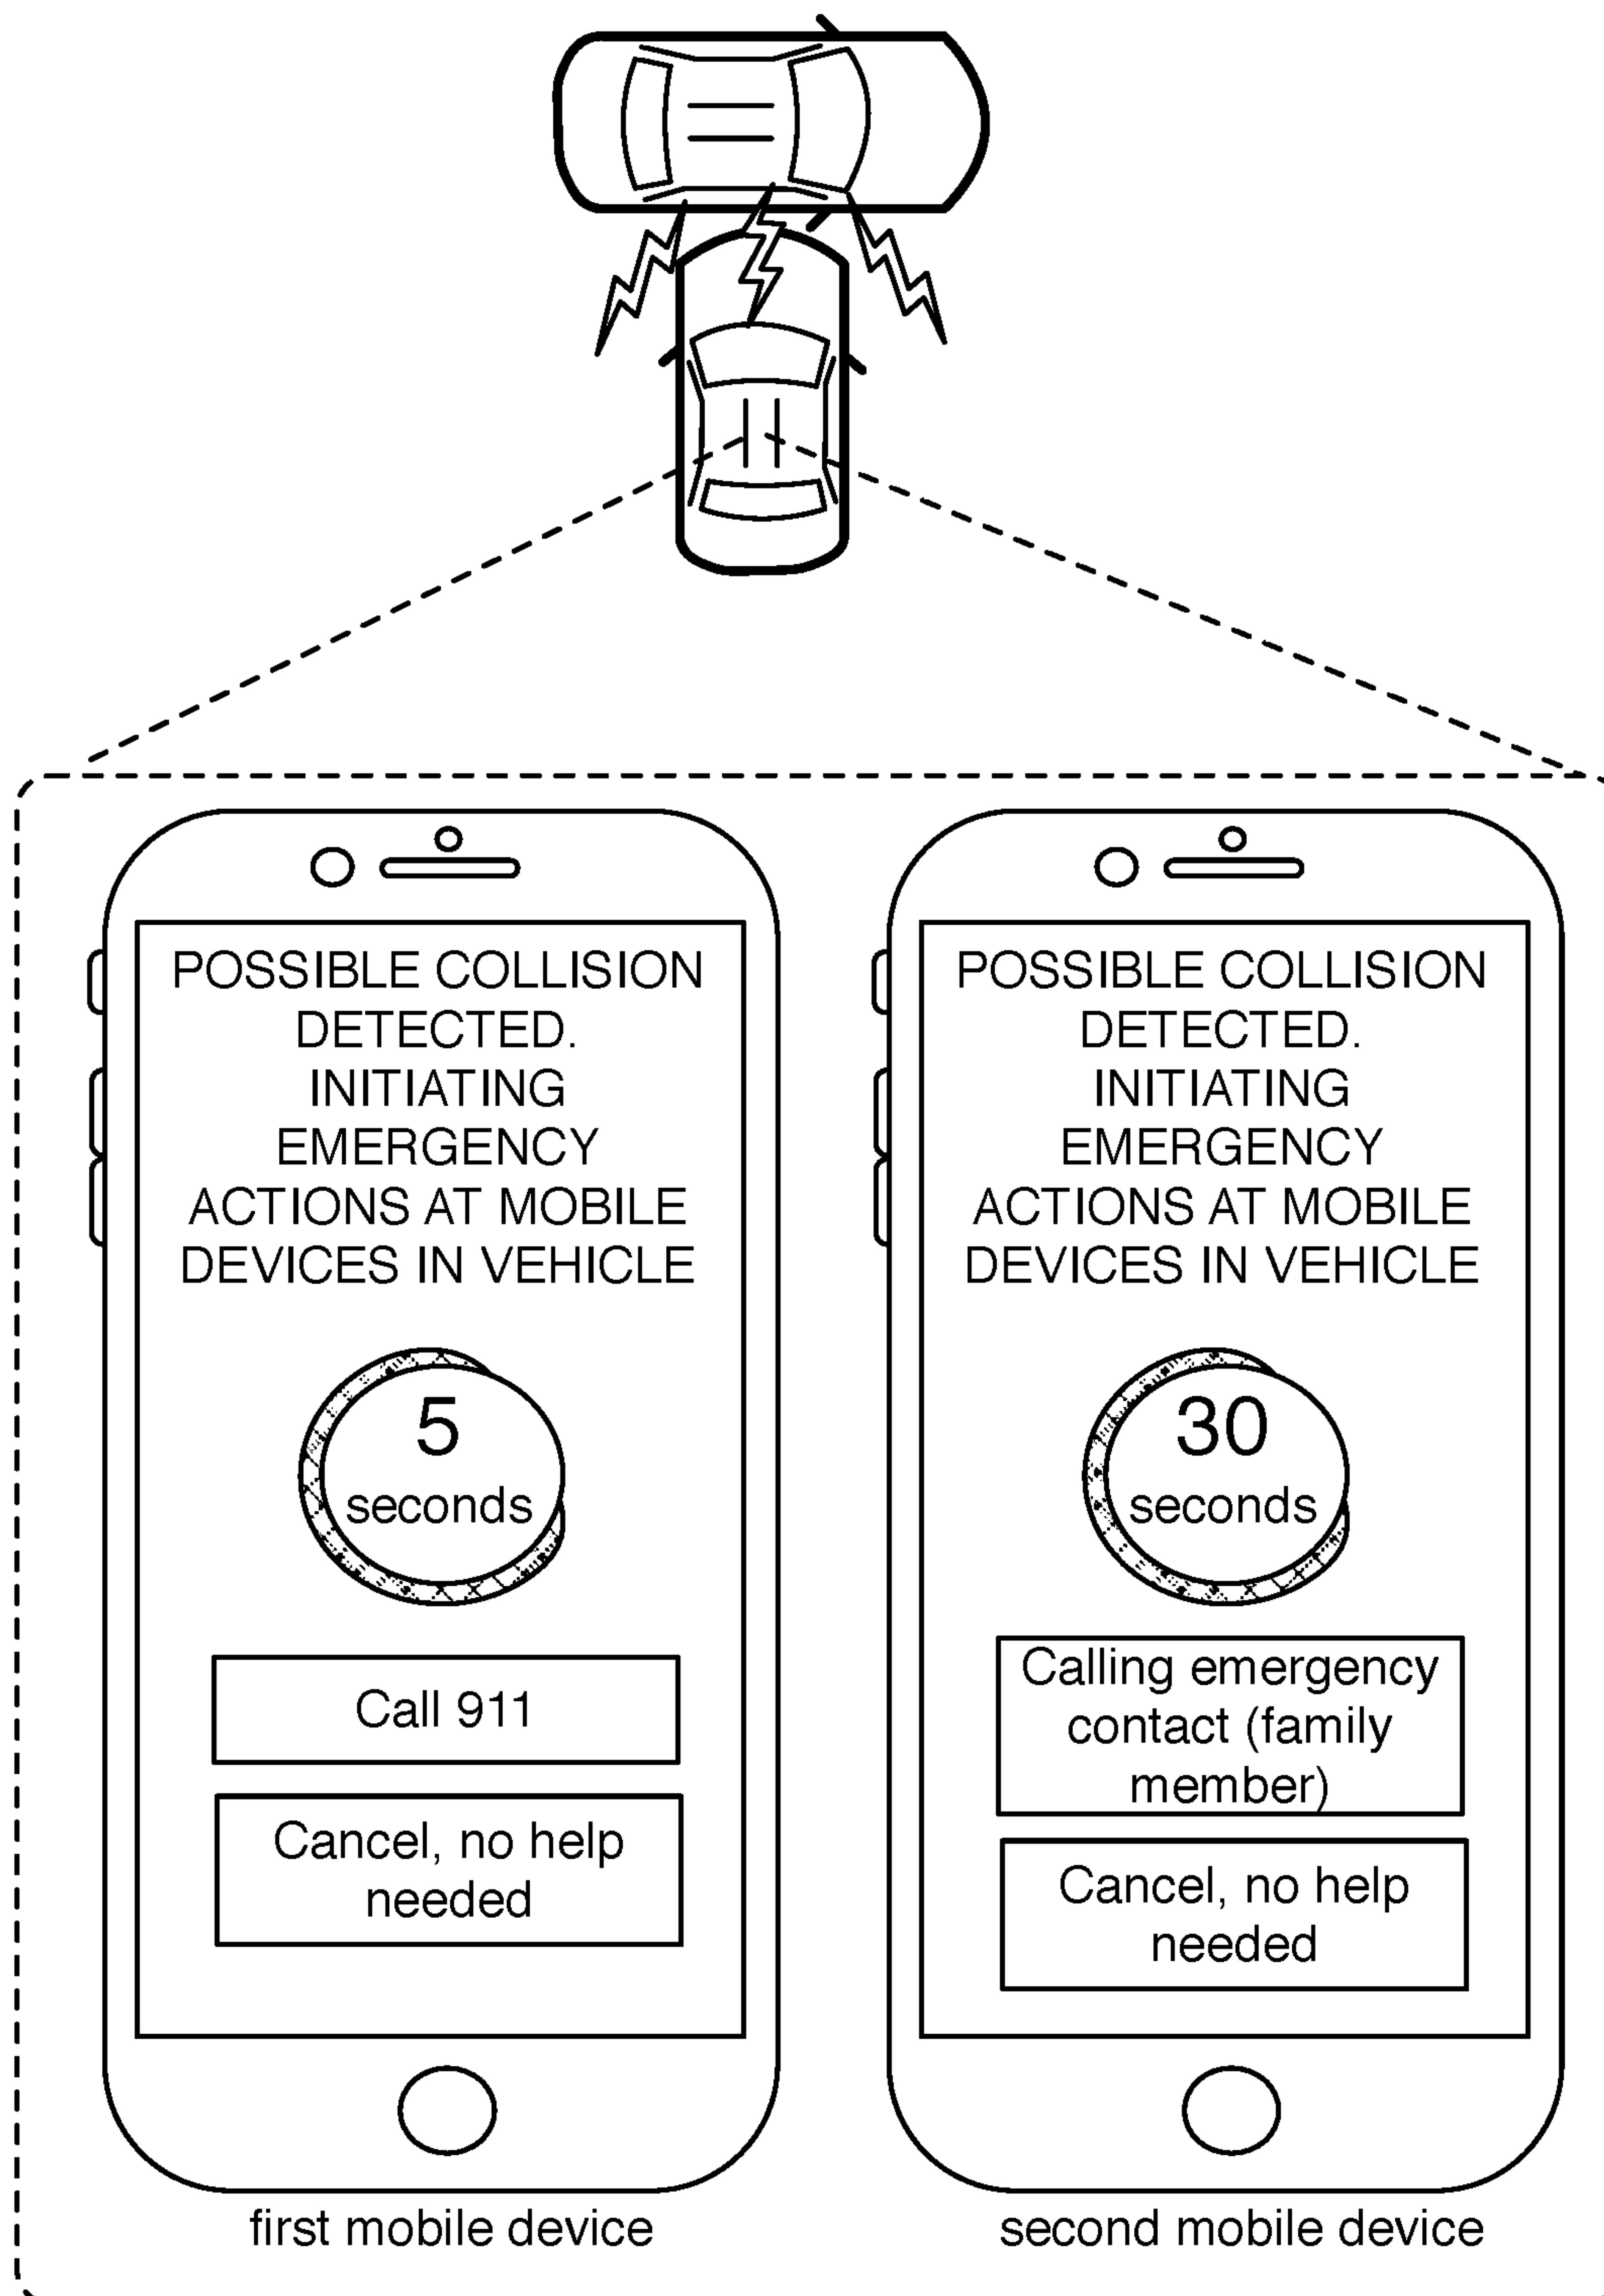 POSSIBLE COLLISION
DETECTED.
INITIATING
EMERGENCY
ACTIONS AT MOBILE
DEVICES IN VEHICLE
5
seconds
Call 911
Cancel, no help
needed
first mobile device
POSSIBLE COLLISION
DETECTED.
INITIATING
EMERGENCY
ACTIONS AT MOBILE
DEVICES IN VEHICLE
30
seconds
Calling emergency
contact (family
member)
Cancel, no help
needed
second mobile device